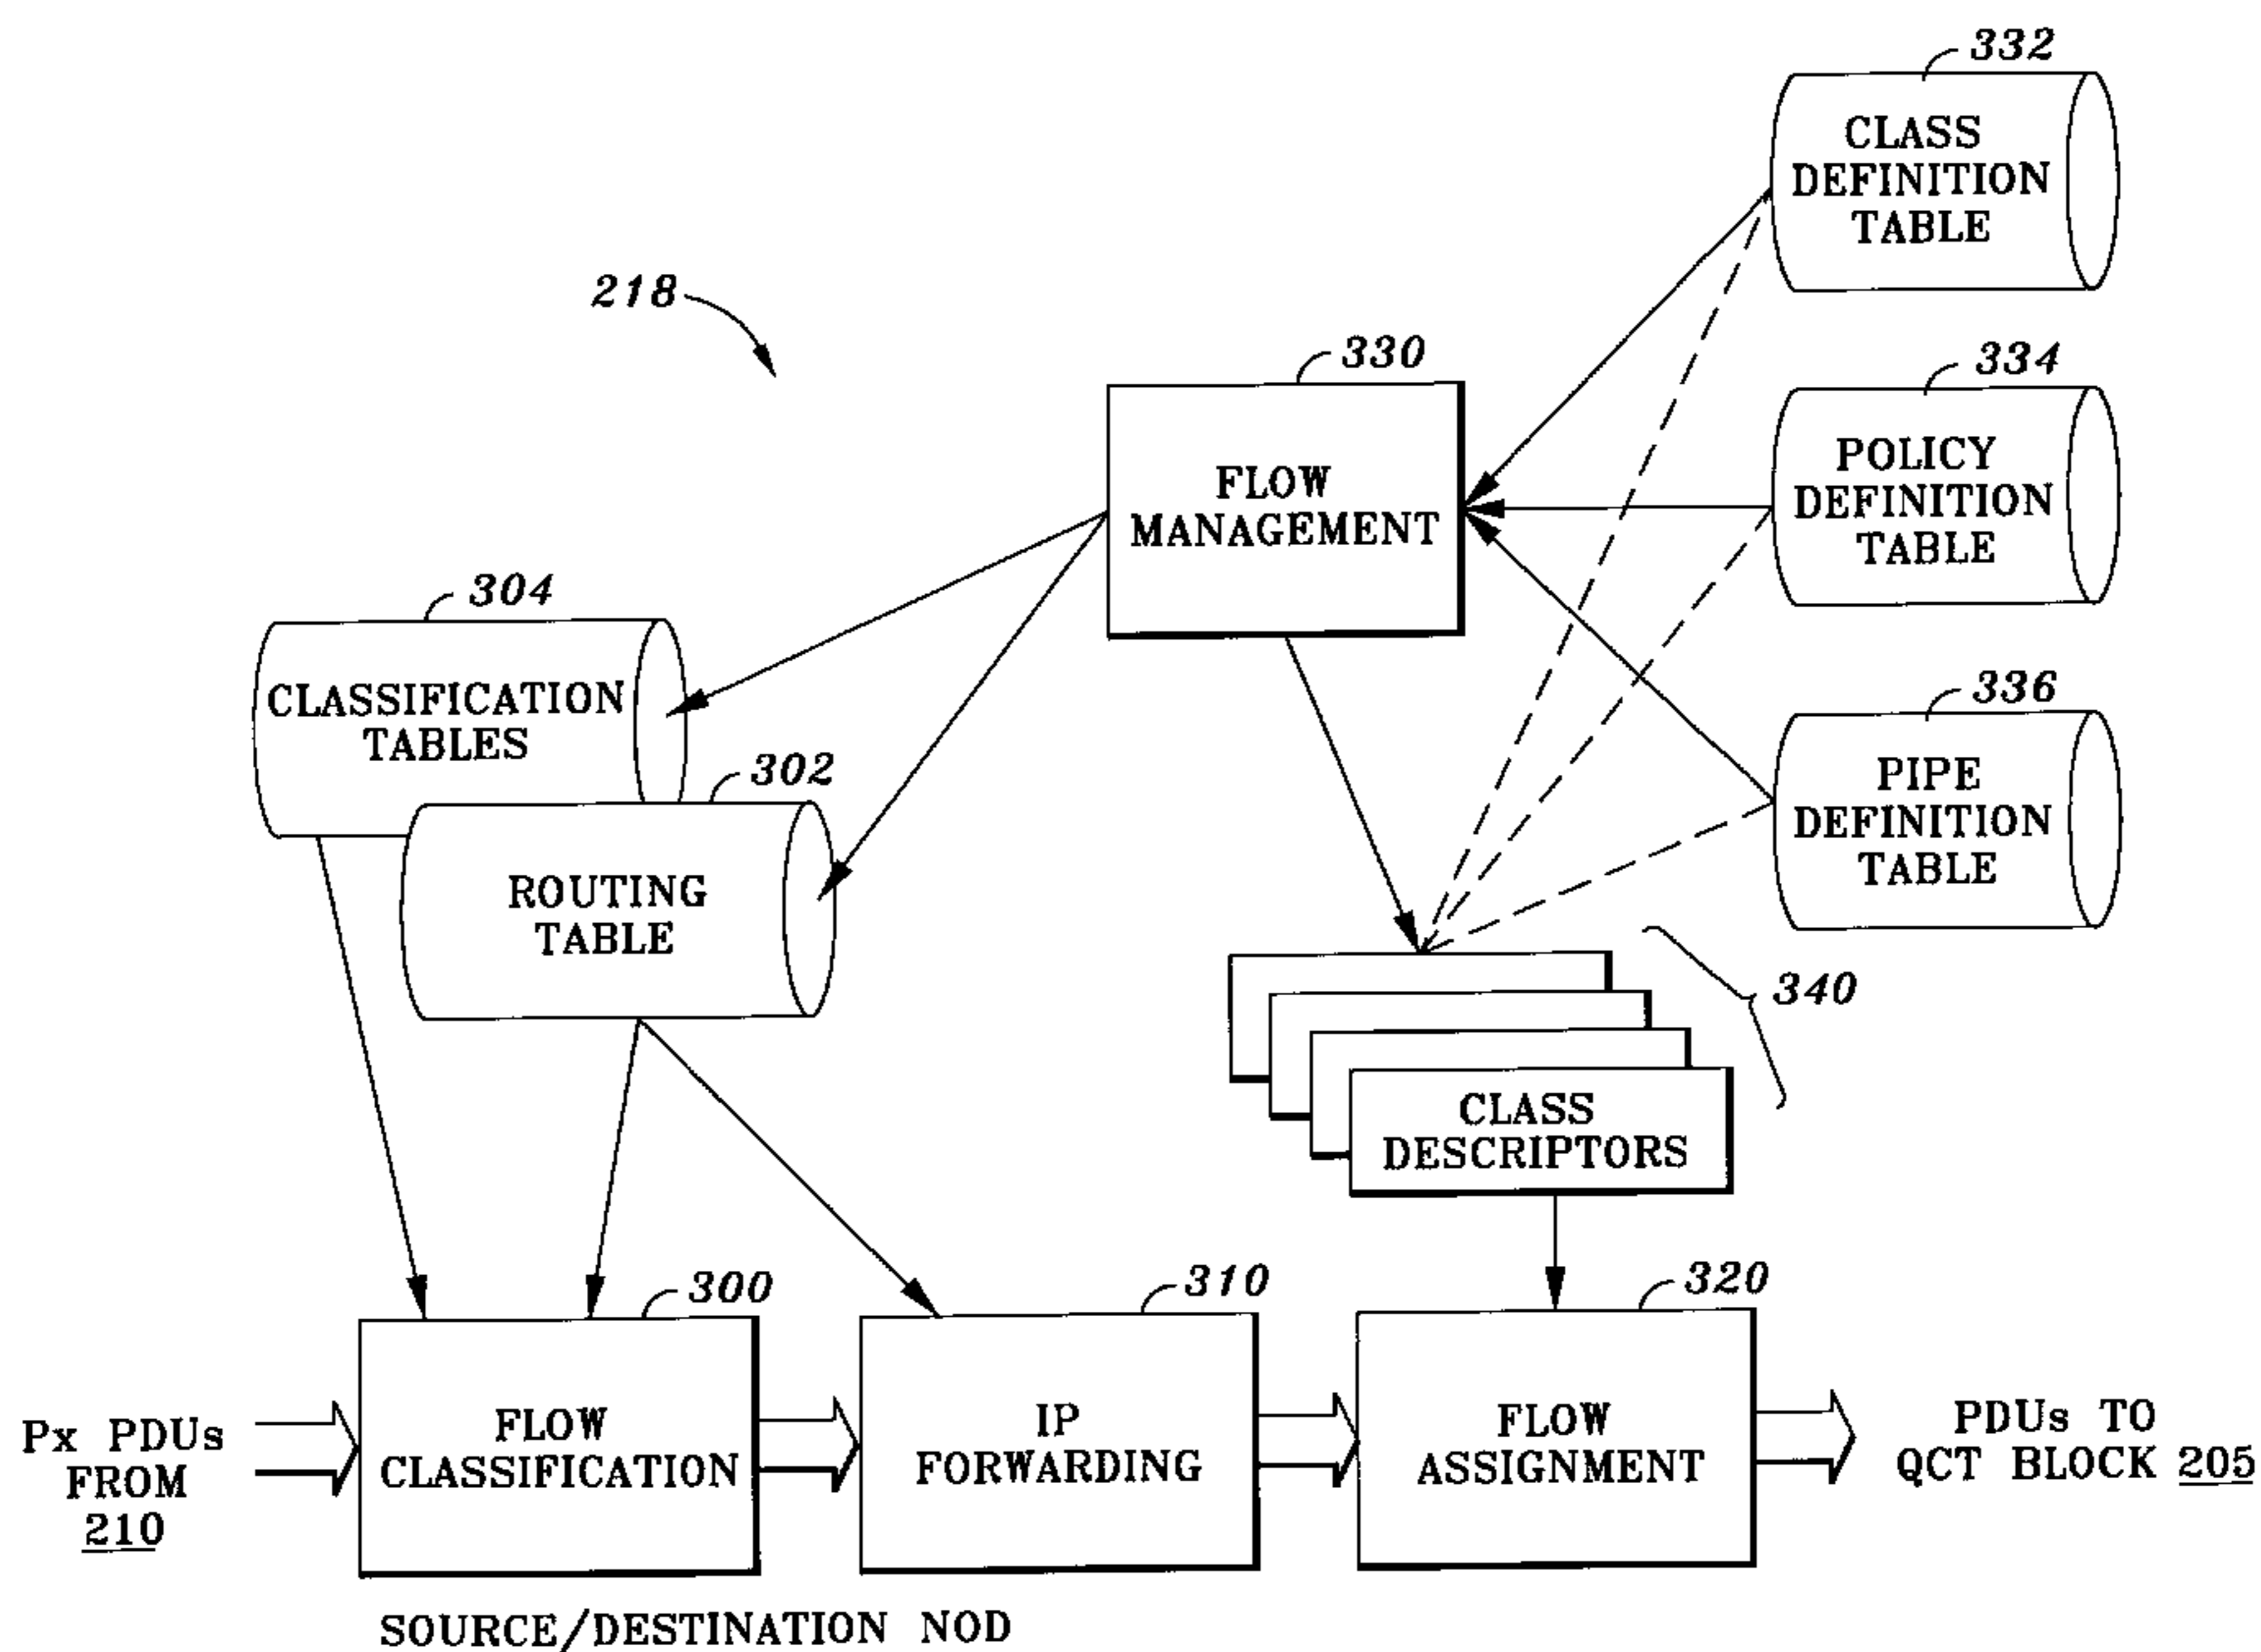 332
CLASS
DEFINITION
TABLE
218
330
334
FLOW
MANAGEMENT
POLICY
DEFINITION
TABLE
304
CLASSIFICATION
TABLES
336
302
PIPE
DEFINITION
TABLE
ROUTING
TABLE
340
CLASS
DESCRIPTORS
300
310
320
Px PDUs
FROM
210
FLOW
CLASSIFICATION
IP
FORWARDING
FLOW
ASSIGNMENT
PDUs TO
QCT BLOCK 205
SOURCE/DESTINATION NOD